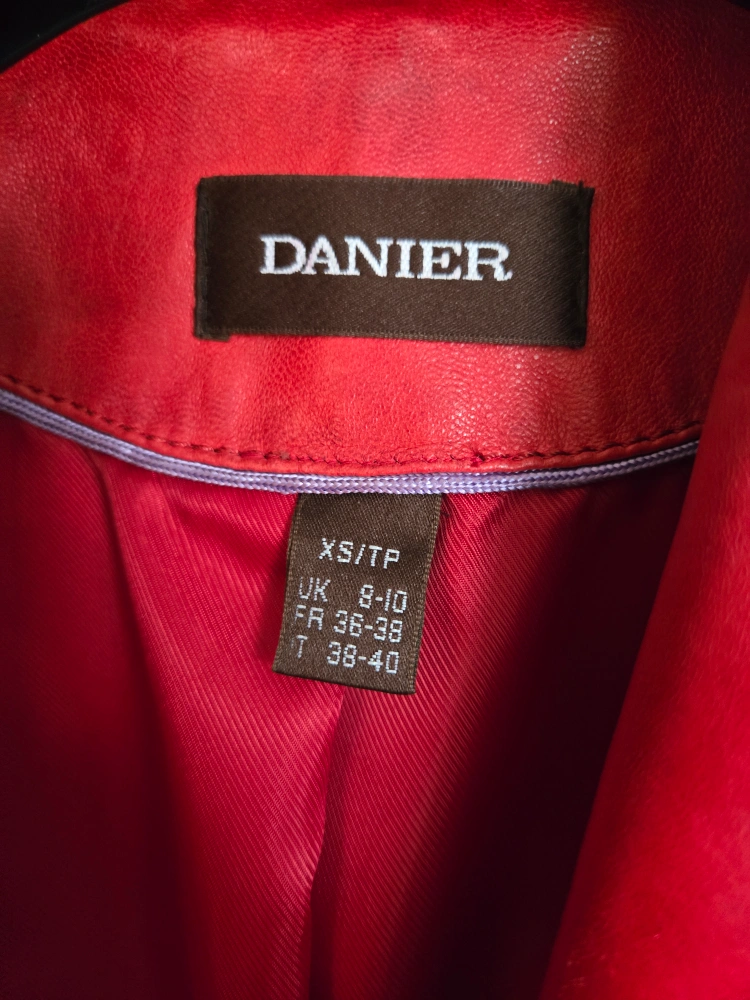 DANIER
XS/TP
UK 8-10
FR 36-38
T 38-40